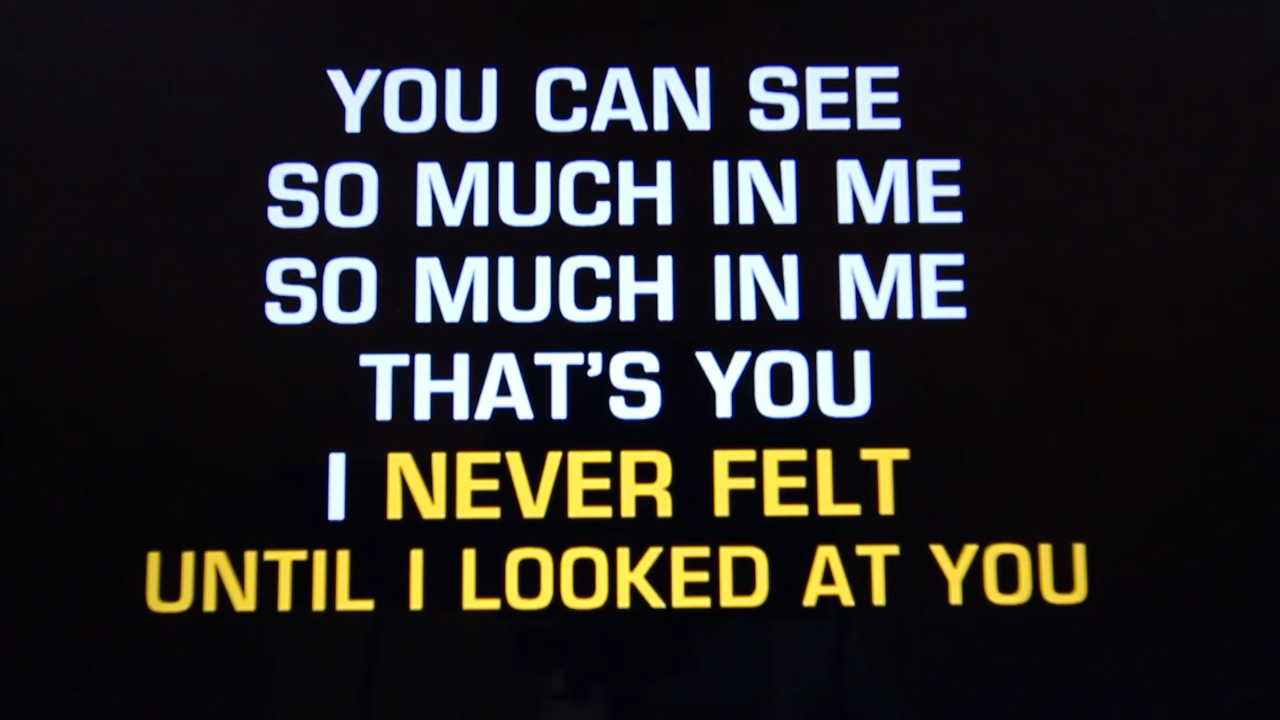 YOU CAN SEE
SO MUCH IN ME
SO MUCH IN ME
THAT'S YOU
I NEVER FELT
UNTIL I LOOKED AT YOU